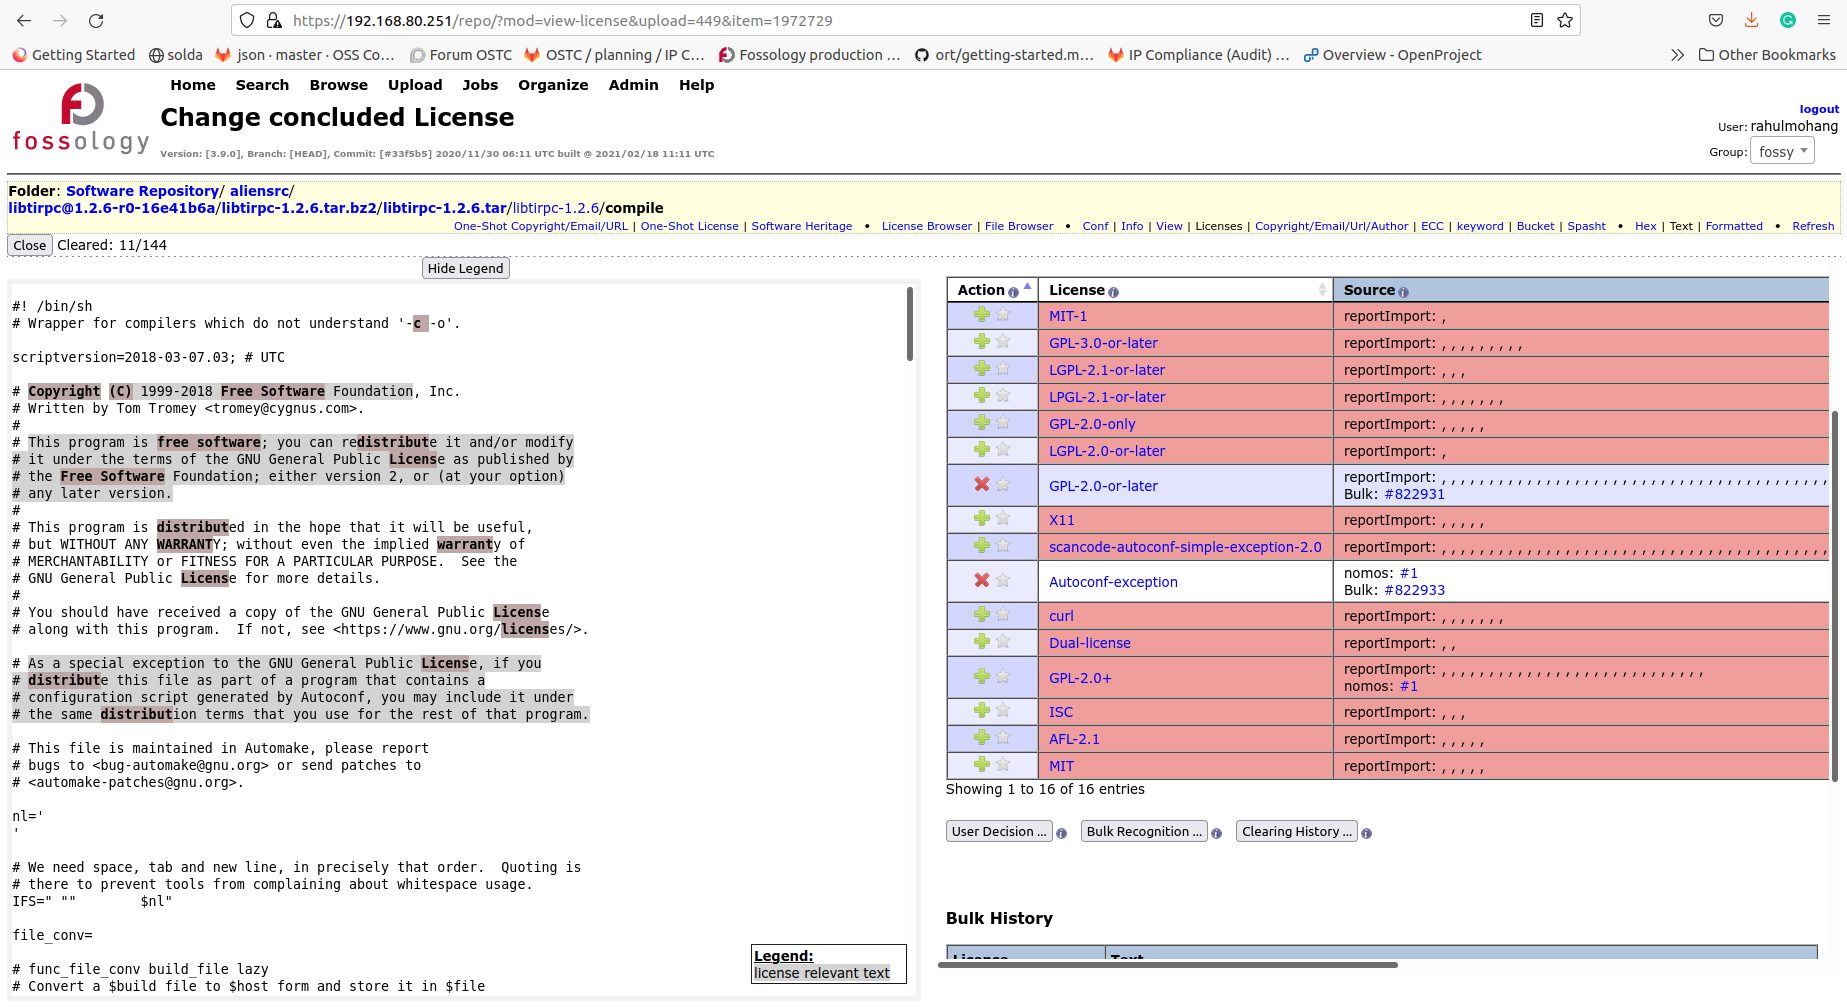 https://192.168.80.251/repo/?mod=view-license&upload=449&item=1972729
Getting Started
solda
json · master · OSS Co…
Forum OSTC
OSTC / planning / IP C…
Fossology production …
ort/getting-started.m…
IP Compliance (Audit) …
Overview - OpenProject
Other Bookmarks
Home Search Browse Upload Jobs Organize Admin Help
fossology
Change concluded License
Version: [3.9.0], Branch: [HEAD], Commit: [#33f5b5] 2020/11/30 06:11 UTC built @ 2021/02/18 11:11 UTC
logout
User: rahulmohang
Group: fossy
Folder: Software Repository/ aliensrc/
libtirpc@1.2.6-r0-16e41b6a/libtirpc-1.2.6.tar.bz2/libtirpc-1.2.6.tar/libtirpc-1.2.6/compile
One-Shot Copyright/Email/URL | One-Shot License | Software Heritage • License Browser | File Browser • Conf | Info | View | Licenses | Copyright/Email/Url/Author | ECC | keyword | Bucket | Spasht • Hex | Text | Formatted • Refresh
Close Cleared: 11/144
Hide Legend
#! /bin/sh
# Wrapper for compilers which do not understand '-c -o'.
scriptversion=2018-03-07.03; # UTC
# Copyright (C) 1999-2018 Free Software Foundation, Inc.
# Written by Tom Tromey <tromey@cygnus.com>.
#
# This program is free software; you can redistribute it and/or modify
# it under the terms of the GNU General Public License as published by
# the Free Software Foundation; either version 2, or (at your option)
# any later version.
#
# This program is distributed in the hope that it will be useful,
# but WITHOUT ANY WARRANTY; without even the implied warranty of
# MERCHANTABILITY or FITNESS FOR A PARTICULAR PURPOSE.  See the
# GNU General Public License for more details.
#
# You should have received a copy of the GNU General Public License
# along with this program.  If not, see <https://www.gnu.org/licenses/>.
# As a special exception to the GNU General Public License, if you
# distribute this file as part of a program that contains a
# configuration script generated by Autoconf, you may include it under
# the same distribution terms that you use for the rest of that program.
# This file is maintained in Automake, please report
# bugs to <bug-automake@gnu.org> or send patches to
# <automake-patches@gnu.org>.
nl='
'
# We need space, tab and new line, in precisely that order.  Quoting is
# there to prevent tools from complaining about whitespace usage.
IFS=" ""	$nl"
file_conv=
# func_file_conv build_file lazy
# Convert a $build file to $host form and store it in $file
Legend:
license relevant text
Action License Source
MIT-1 reportImport: ,
GPL-3.0-or-later reportImport: , , , , , , , , , ,
LGPL-2.1-or-later reportImport: , , ,
LPGL-2.1-or-later reportImport: , , , , , , , ,
GPL-2.0-only reportImport: , , , , ,
LGPL-2.0-or-later reportImport: ,
GPL-2.0-or-later reportImport: , , , , , , , , , , , , , , , , , , , , , , , , , , , , , , , , , , , , , , ,
Bulk: #822931
X11 reportImport: , , , , ,
scancode-autoconf-simple-exception-2.0 reportImport: , , , , , , , , , , , , , , , , , , , , , , , , , , , , , , , , , , , , , , ,
Autoconf-exception nomos: #1
Bulk: #822933
curl reportImport: , , , , , , , ,
Dual-license reportImport: , ,
GPL-2.0+ reportImport: , , , , , , , , , , , , , , , , , , , , , , , , , , ,
nomos: #1
ISC reportImport: , , ,
AFL-2.1 reportImport: , , , , ,
MIT reportImport: , , , , ,
Showing 1 to 16 of 16 entries
User Decision ... Bulk Recognition ... Clearing History ...
Bulk History
License Text